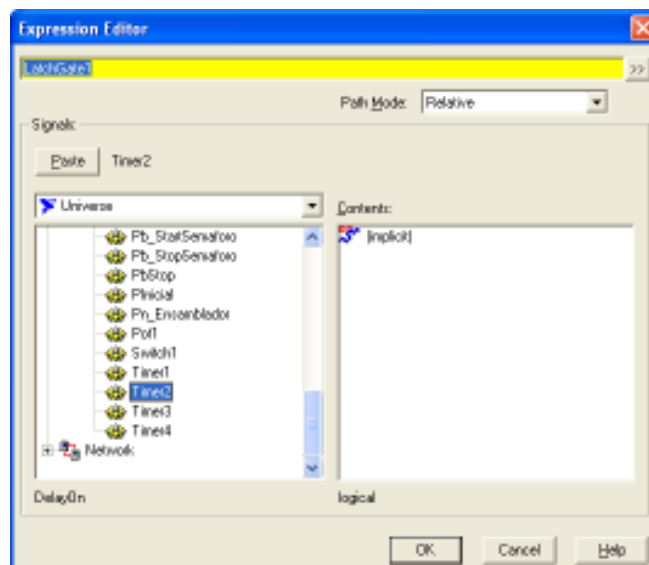 Expression Editor
LatchGate1
>>
Path Mode: Relative
Signals:
Paste Timer2
Universe
Contents:
Pb_StartSemaforo
Pb_StopSemaforo
PbStop
PInicial
Pn_Ensamblador
Pot1
Switch1
Timer1
Timer2
Timer3
Timer4
Network
(implicit)
DelayOn
logical
OK Cancel Help